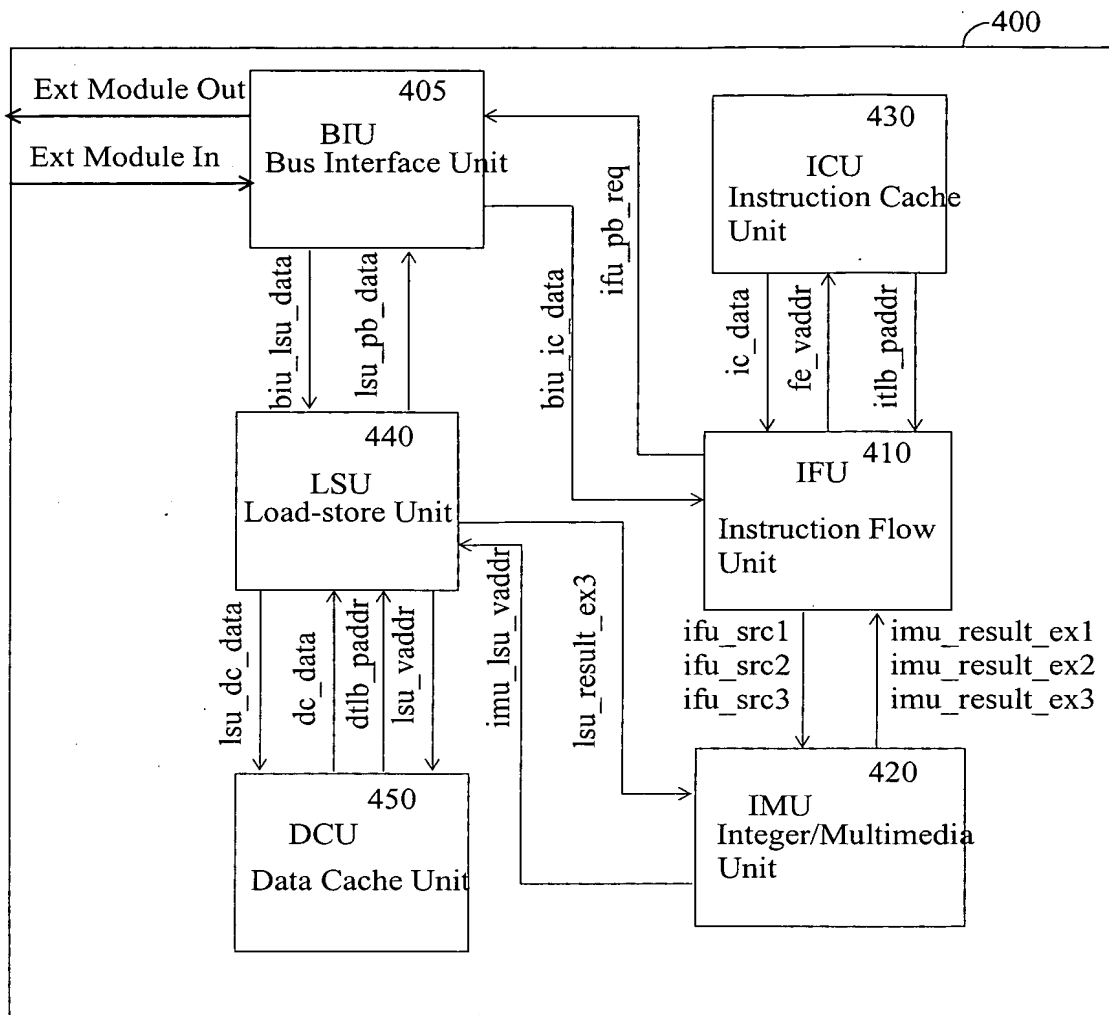 400
Ext Module Out
Ext Module In
405
BIU
Bus Interface Unit
430
ICU
Instruction Cache
Unit
biu_lsu_data
lsu_pb_data
biu_ic_data
ifu_pb_req
ic_data
fe_vaddr
itlb_paddr
440
LSU
Load-store Unit
410
IFU
Instruction Flow
Unit
lsu_dc_data
dc_data
dtlb_paddr
lsu_vaddr
imu_lsu_vaddr
lsu_result_ex3
ifu_src1
ifu_src2
ifu_src3
imu_result_ex1
imu_result_ex2
imu_result_ex3
450
DCU
Data Cache Unit
420
IMU
Integer/Multimedia
Unit